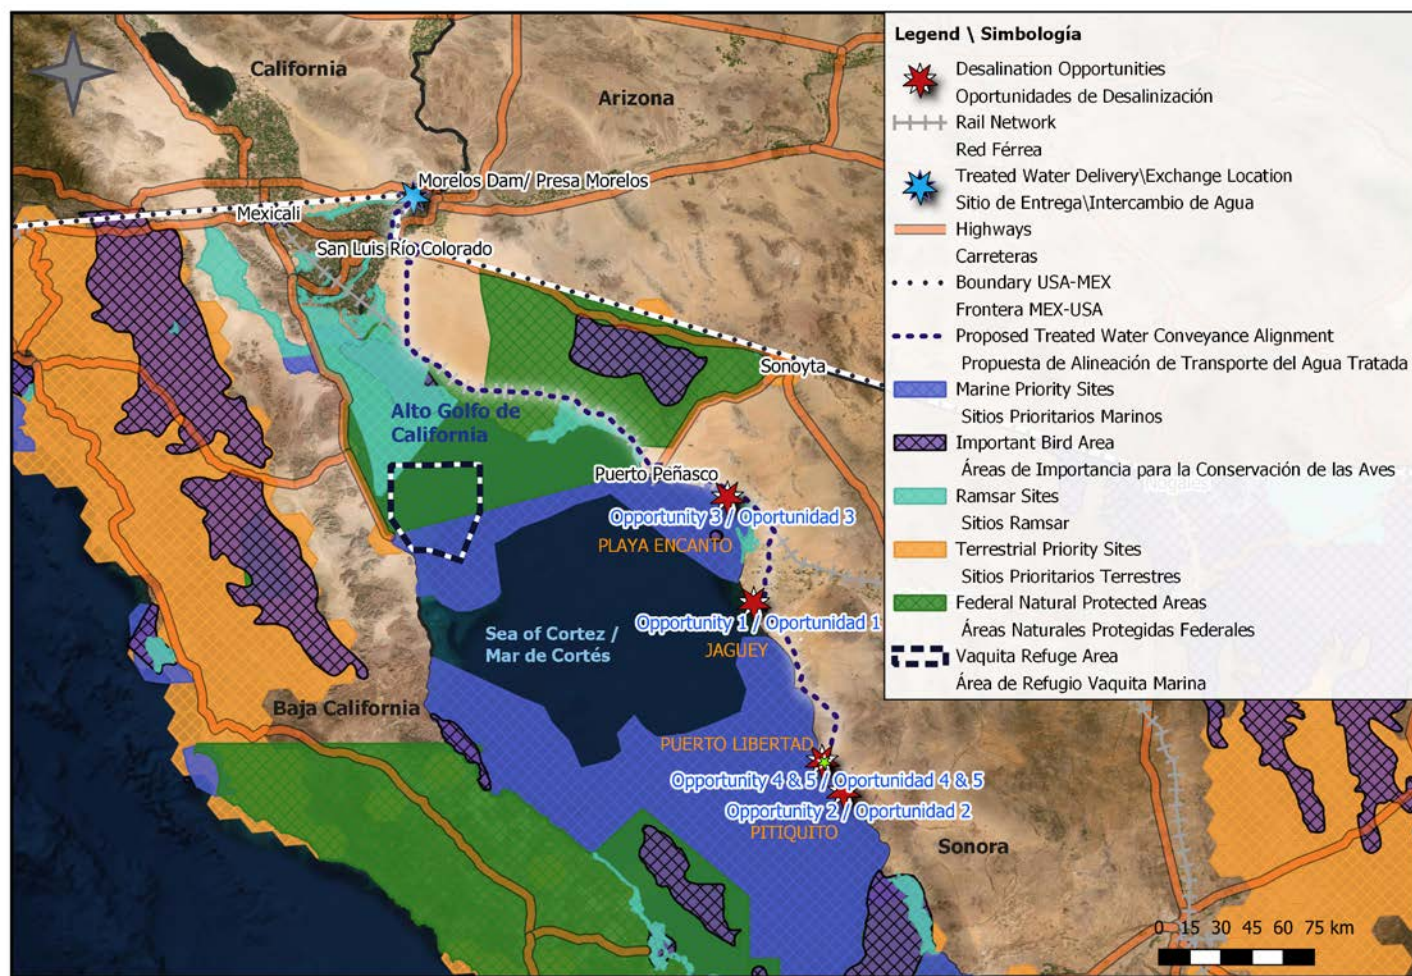 California
Arizona
Morelos Dam/ Presa Morelos
Mexicali
San Luis Río Colorado
Sonoyta
Alto Golfo de
California
Puerto Peñasco
Opportunity 3 / Oportunidad 3
PLAYA ENCANTO
Opportunity 1 / Oportunidad 1
JAGUEY
Sea of Cortez /
Mar de Cortés
Baja California
PUERTO LIBERTAD
Opportunity 4 & 5 / Oportunidad 4 & 5
Opportunity 2 / Oportunidad 2
PITIQUITO
Sonora
Legend \ Simbología
Desalination Opportunities
Oportunidades de Desalinización
Rail Network
Red Férrea
Treated Water Delivery\Exchange Location
Sitio de Entrega\Intercambio de Agua
Highways
Carreteras
Boundary USA-MEX
Frontera MEX-USA
Proposed Treated Water Conveyance Alignment
Propuesta de Alineación de Transporte del Agua Tratada
Marine Priority Sites
Sitios Prioritarios Marinos
Important Bird Area
Áreas de Importancia para la Conservación de las Aves
Nogales
Ramsar Sites
Sitios Ramsar
Terrestrial Priority Sites
Sitios Prioritarios Terrestres
Federal Natural Protected Areas
Áreas Naturales Protegidas Federales
Vaquita Refuge Area
Área de Refugio Vaquita Marina
0 15 30 45 60 75 km